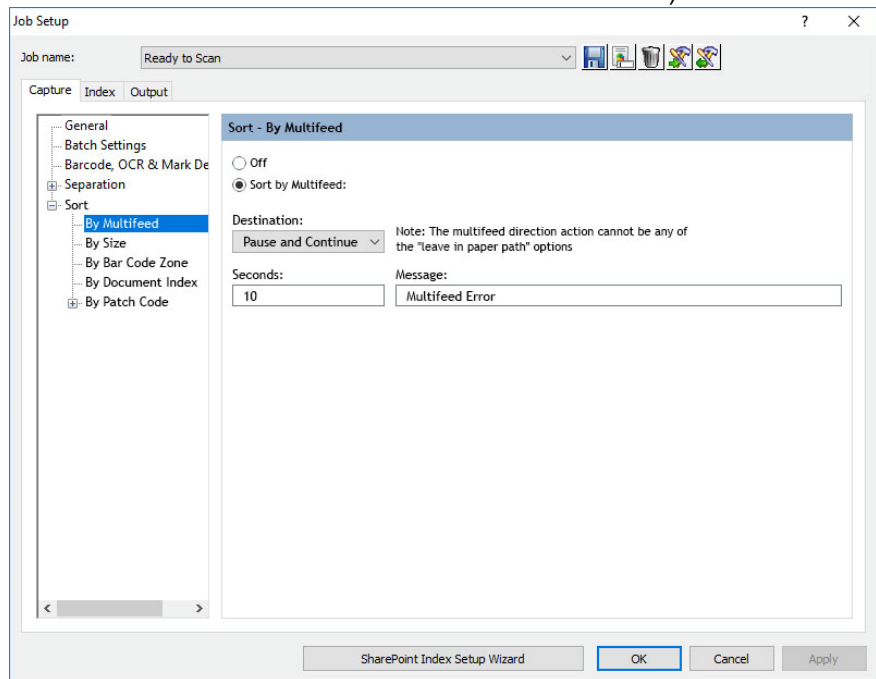 Job Setup
?
Job name:
Ready to Scan
Capture Index Output
General
Batch Settings
Barcode, OCR & Mark De
Separation
Sort
By Multifeed
By Size
By Bar Code Zone
By Document Index
By Patch Code
Sort - By Multifeed
Off
Sort by Multifeed:
Destination:
Pause and Continue
Note: The multifeed direction action cannot be any of
the "leave in paper path" options
Seconds:
Message:
10
Multifeed Error
SharePoint Index Setup Wizard
OK
Cancel
Apply